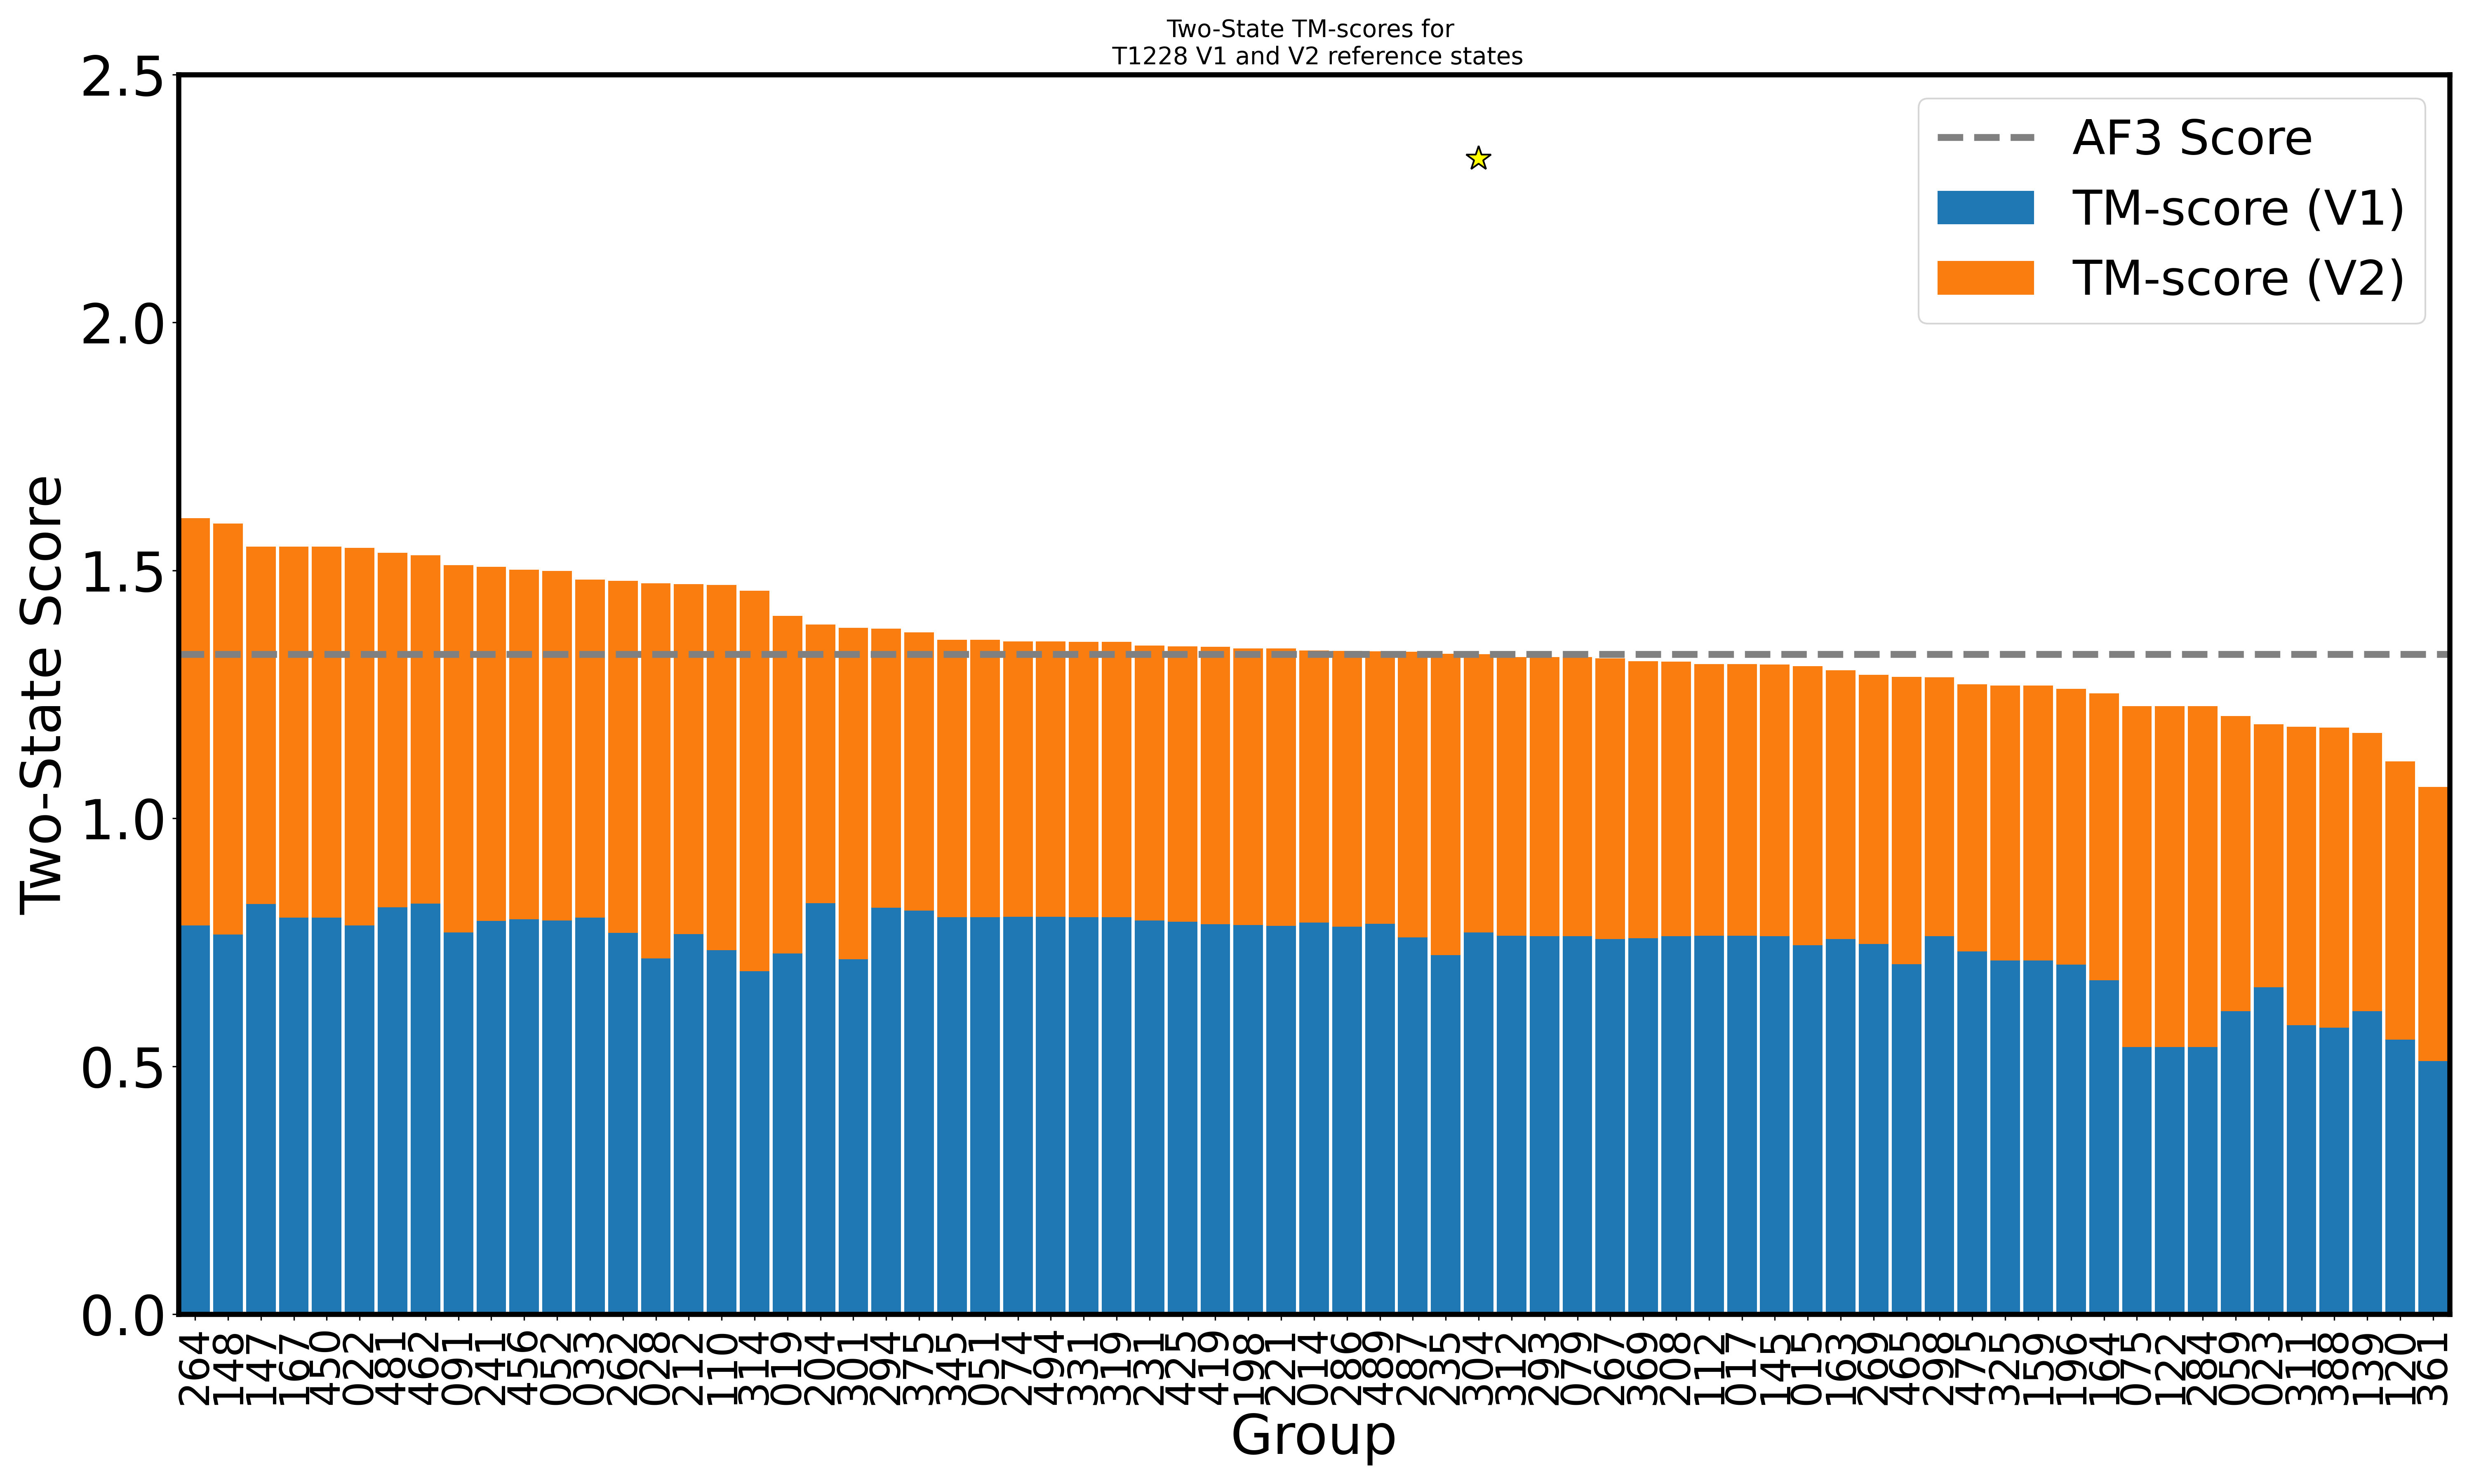 Two-State TM-scores for
T1228 V1 and V2 reference states
AF3 Score
TM-score (V1)
TM-score (V2)
Two-State Score
2.5
2.0
1.5
1.0
0.5
0.0
264 148 147 167 450 022 481 462 091 241 456 052 033 262 028 212 110 314 019 204 301 294 375 345 051 274 494 331 319 231 425 419 198 221 014 286 489 287 235 304 312 293 079 267 369 208 112 017 145 015 163 269 465 298 475 325 159 196 164 075 122 284 059 023 311 388 139 120 361
Group